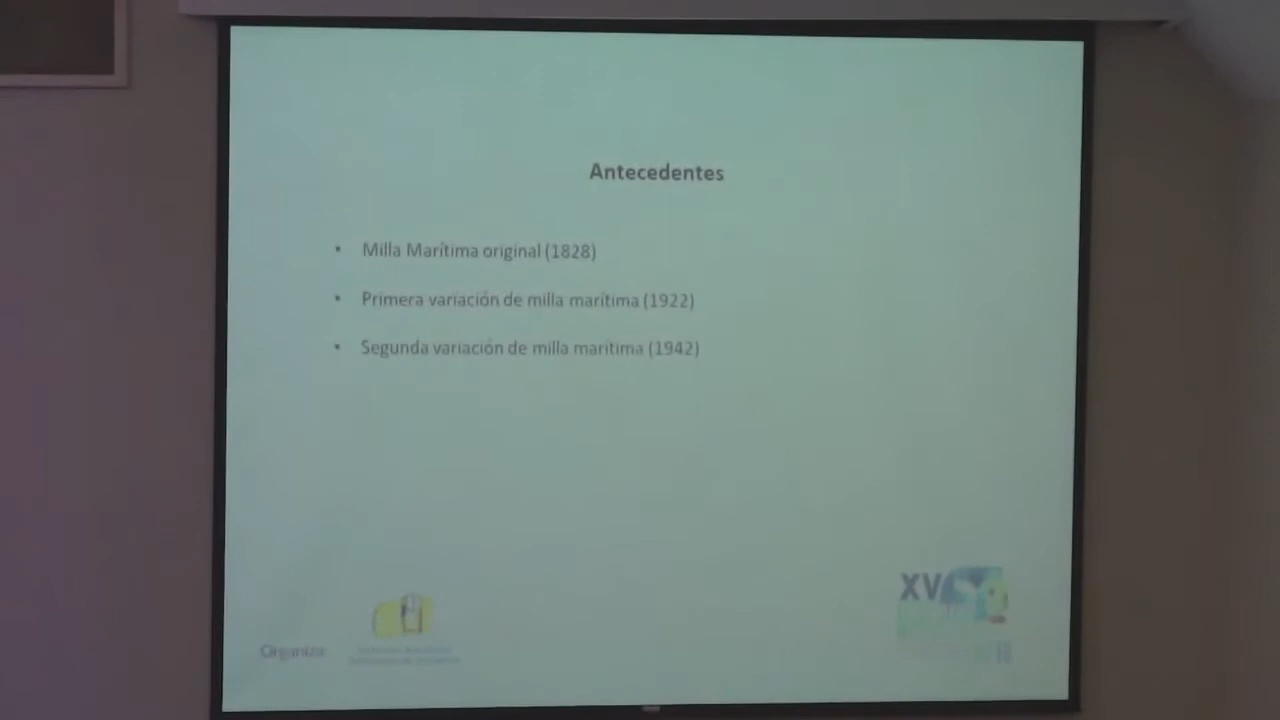 Antecedentes
• Milla Marítima original (1828)
• Primera variación de milla marítima (1922)
• Segunda variación de milla marítima (1942)
Organiza:
XV